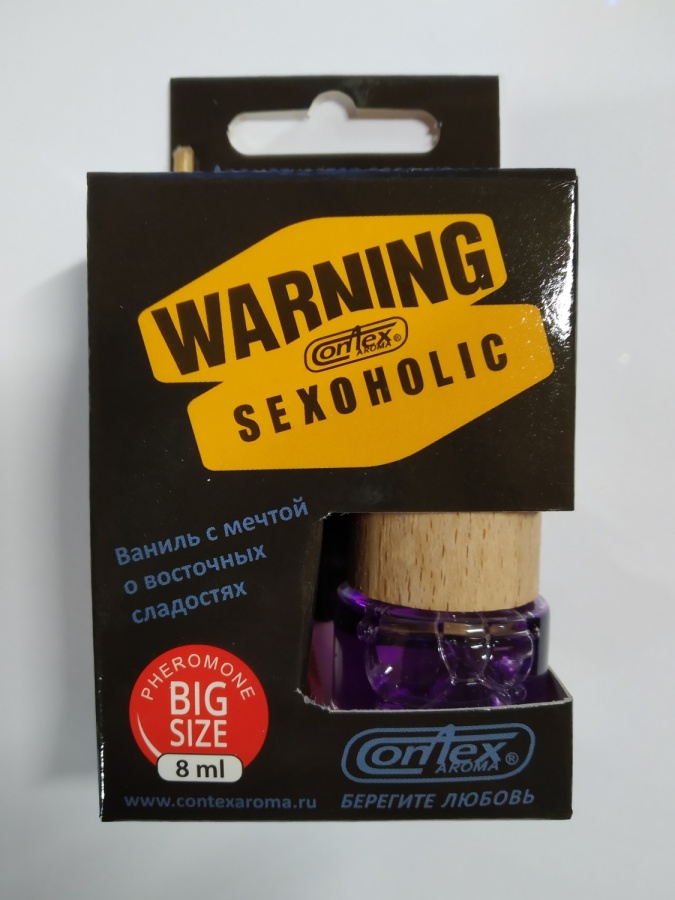 WARNING
Contex®
AROMA
SEXOHOLIC
Ваниль с мечтой
о восточных
сладостях
PHEROMONE
BIG
SIZE
8 ml
Contex®
AROMA
www.contexaroma.ru
БЕРЕГИТЕ ЛЮБОВЬ